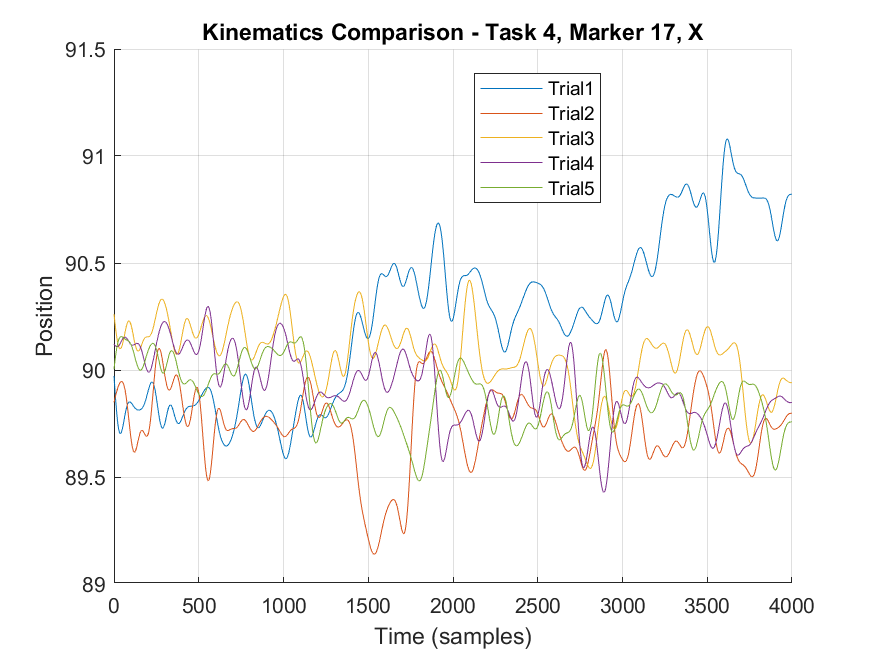 Kinematics Comparison - Task 4, Marker 17, X
91.5
91
90.5
90
89.5
89
Position
Trial1
Trial2
Trial3
Trial4
Trial5
0 500 1000 1500 2000 2500 3000 3500 4000
Time (samples)